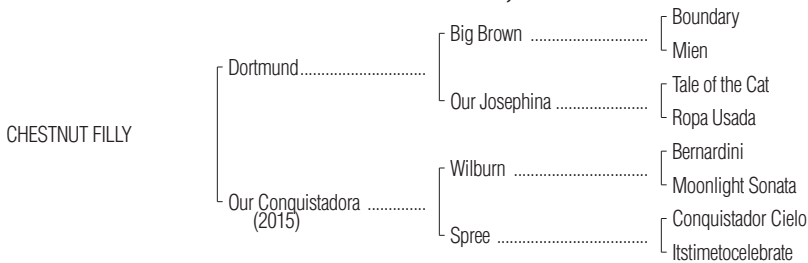 Boundary
Big Brown ........................
Mien
Dortmund..............................
Tale of the Cat
Our Josephina ......................
Ropa Usada
CHESTNUT FILLY
Bernardini
Wilburn ................................
Moonlight Sonata
Our Conquistadora ..............
(2015)
Conquistador Cielo
Spree ....................................
Itstimetocelebrate